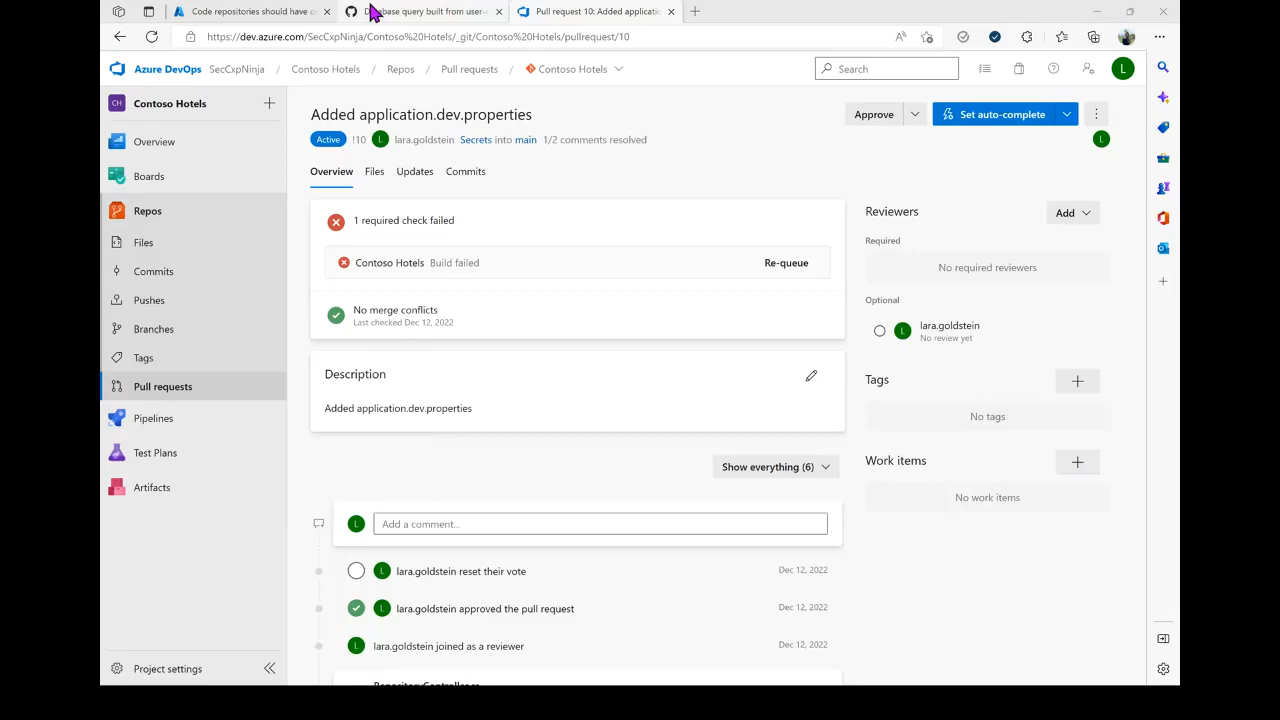 Code repositories should have c
Database query built from user-
Pull request 10: Added applicatio
https://dev.azure.com/SecCxpNinja/Contoso%20Hotels/_git/Contoso%20Hotels/pullrequest/10
Azure DevOps SecCxpNinja / Contoso Hotels / Repos / Pull requests / Contoso Hotels
Search
L
CH Contoso Hotels
Overview
Boards
Repos
Files
Commits
Pushes
Branches
Tags
Pull requests
Pipelines
Test Plans
Artifacts
Project settings
Added application.dev.properties
Approve
Set auto-complete
Active !10 L lara.goldstein Secrets into main 1/2 comments resolved
L
Overview Files Updates Commits
1 required check failed
Contoso Hotels Build failed Re-queue
No merge conflicts
Last checked Dec 12, 2022
Description
Added application.dev.properties
Show everything (6)
L Add a comment...
L lara.goldstein reset their vote Dec 12, 2022
L lara.goldstein approved the pull request Dec 12, 2022
L lara.goldstein joined as a reviewer Dec 12, 2022
Reviewers
Add
Required
No required reviewers
Optional
L lara.goldstein
No review yet
Tags
No tags
Work items
No work items